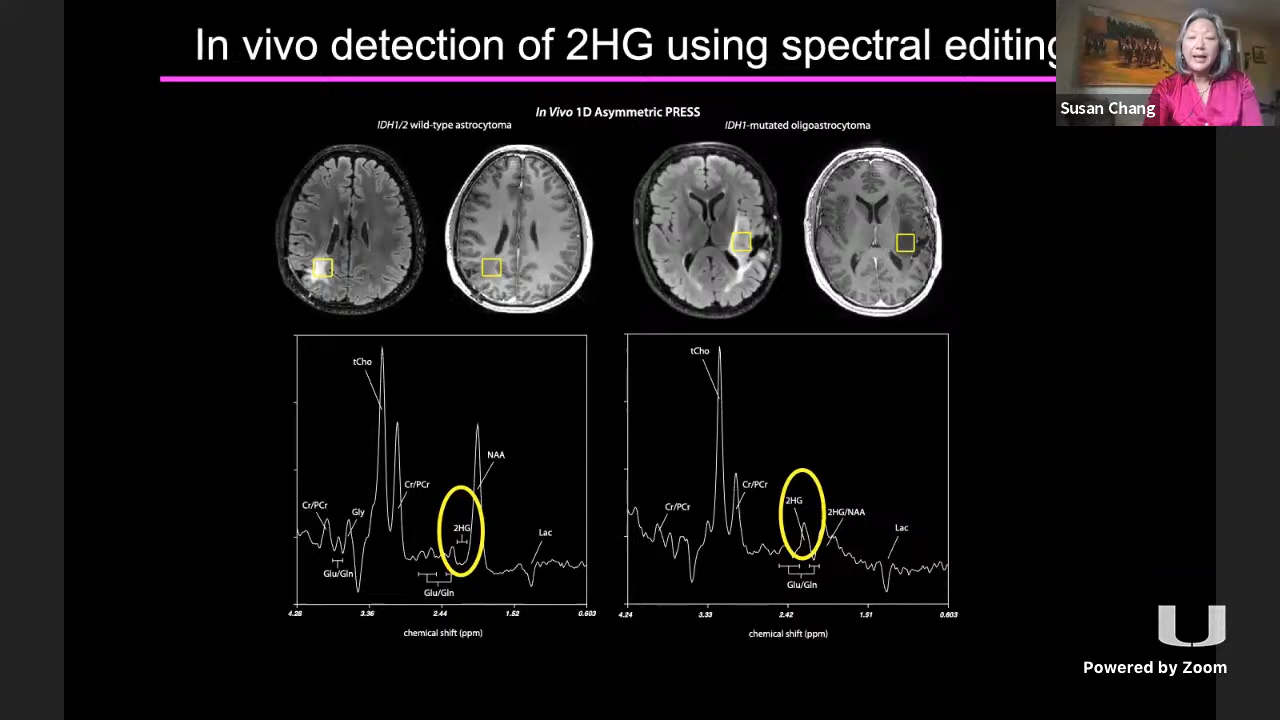 In vivo detection of 2HG using spectral editing
Susan Chang
In Vivo 1D Asymmetric PRESS
IDH1/2 wild-type astrocytoma
IDH1-mutated oligoastrocytoma
tCho
NAA
Cr/PCr
Cr/PCr
Gly
2HG
Lac
Glu/Gln
Glu/Gln
4.28 3.36 2.44 1.52 0.603
chemical shift (ppm)
tCho
Cr/PCr
2HG
Cr/PCr
2HG/NAA
Lac
Glu/Gln
4.24 3.33 2.42 1.51 0.603
chemical shift (ppm)
U
Powered by Zoom